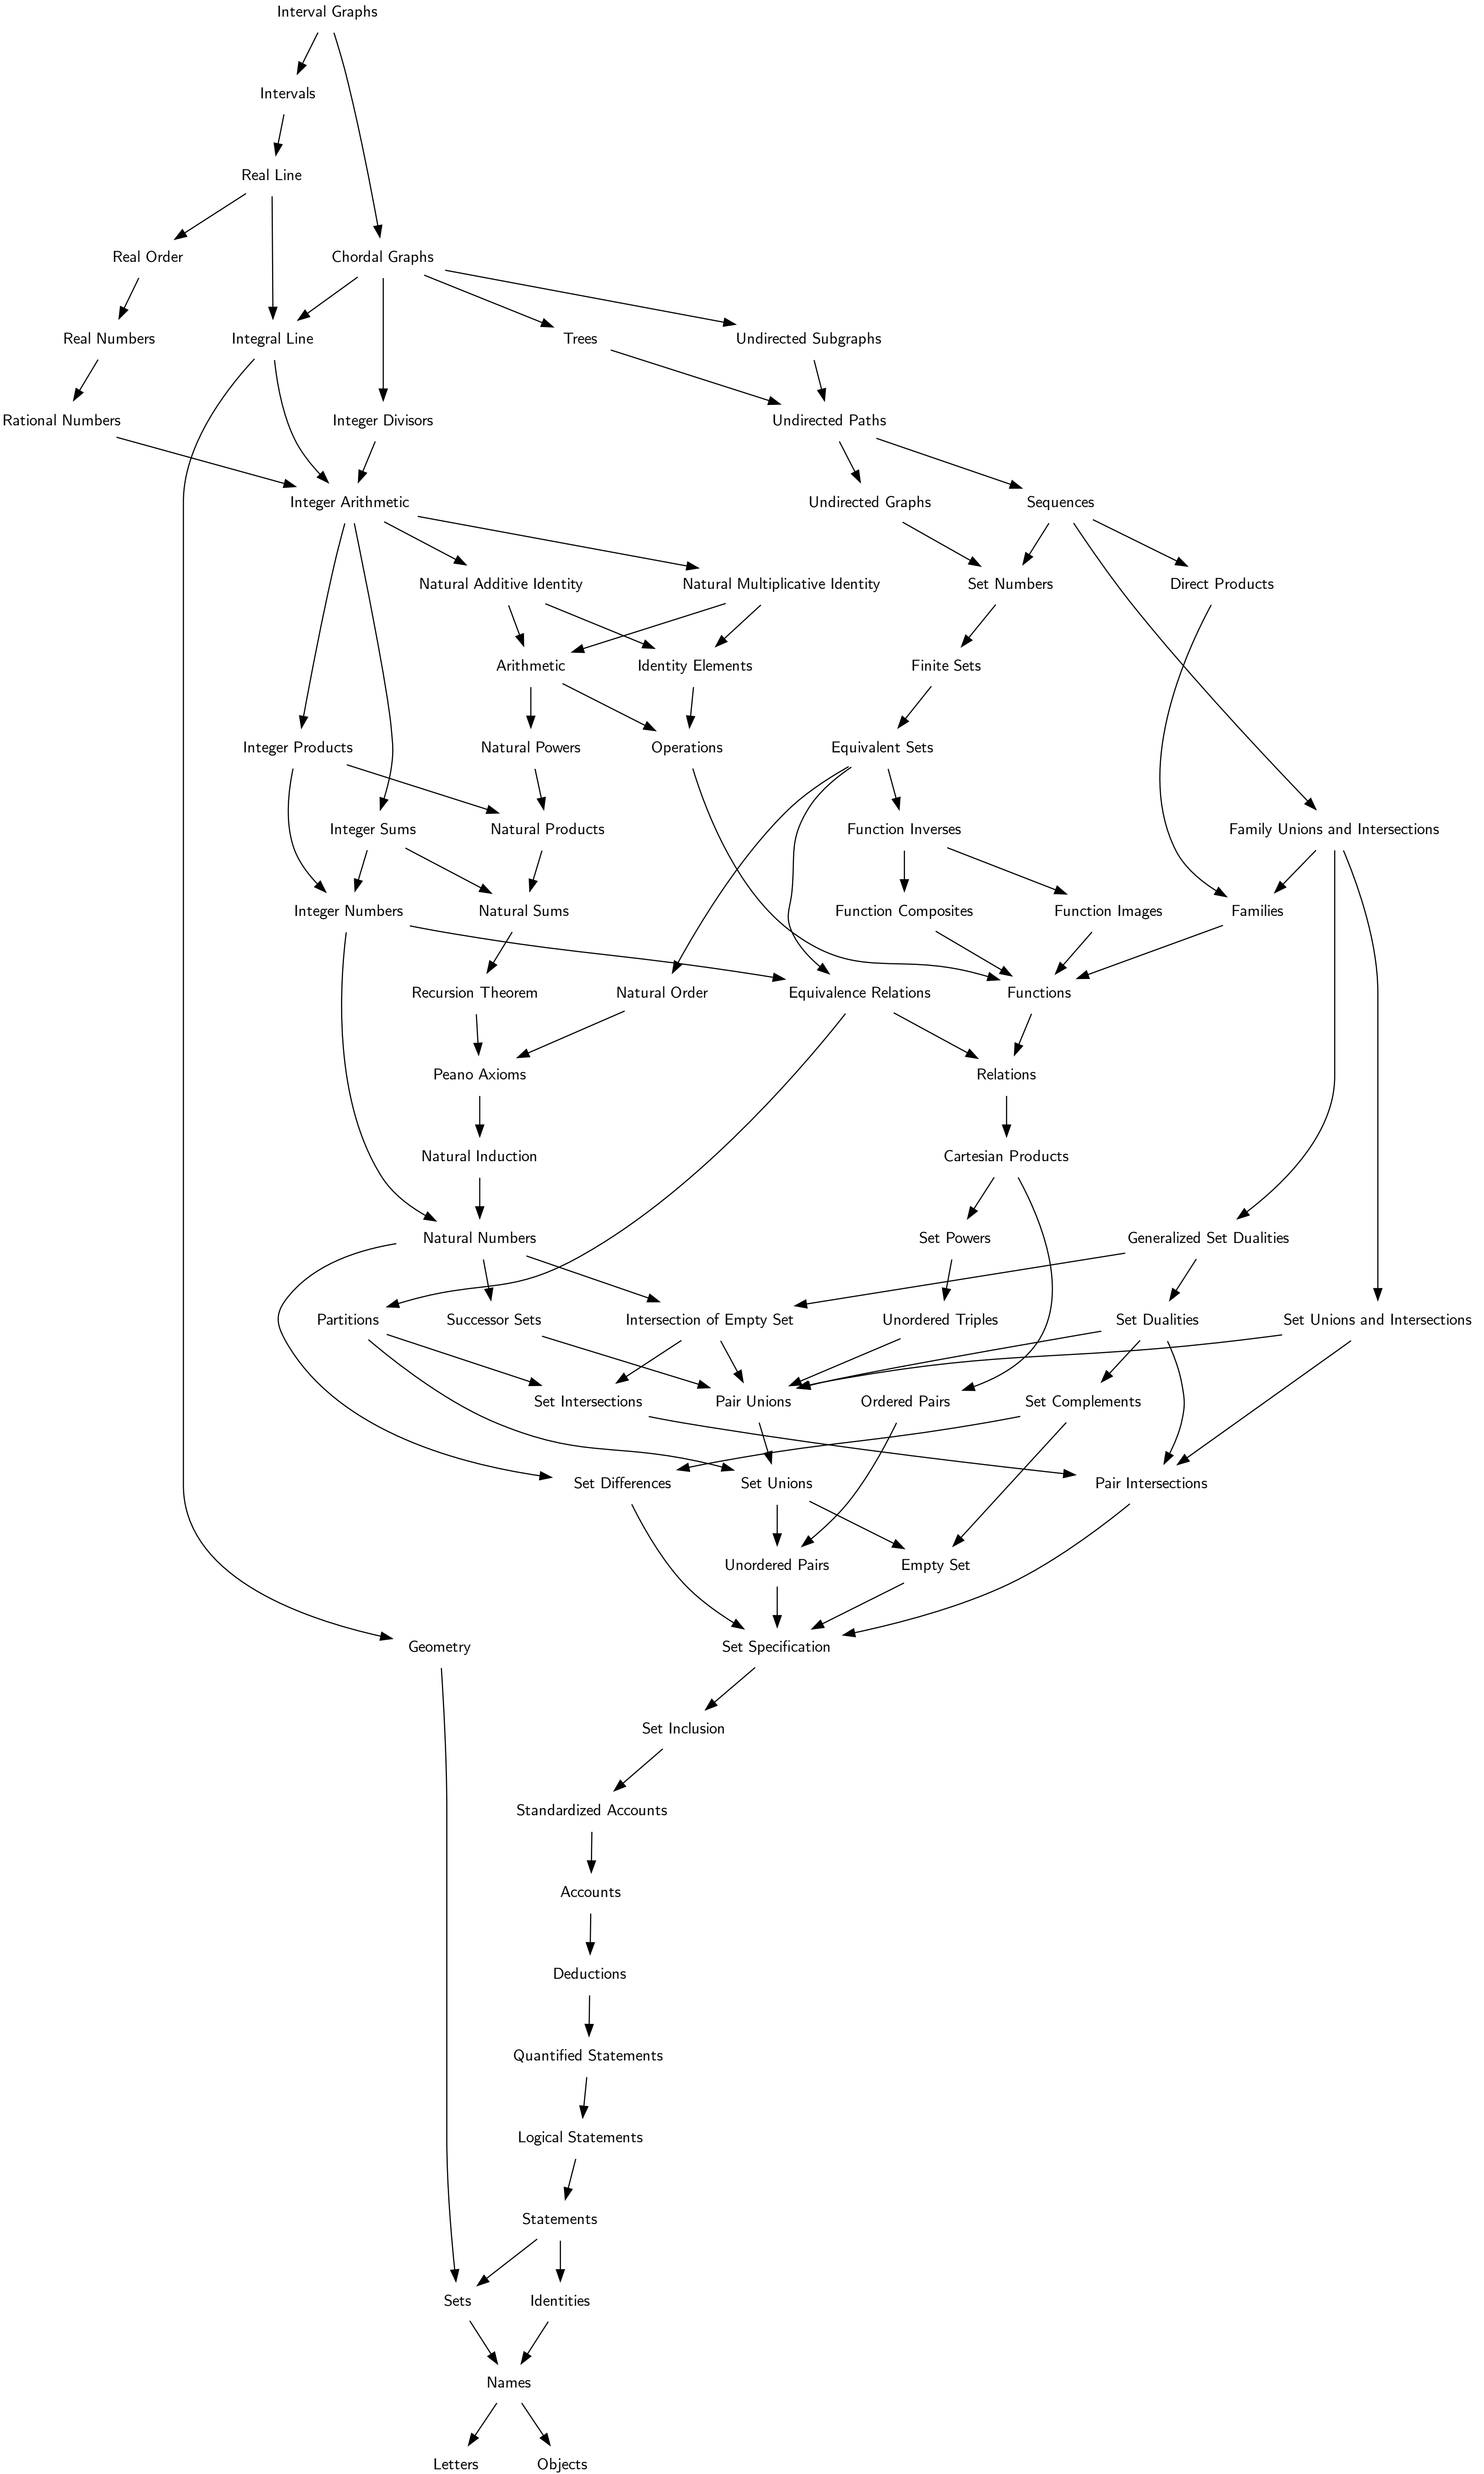 Interval Graphs
Intervals
Real Line
Real Order
Chordal Graphs
Real Numbers
Integral Line
Trees
Undirected Subgraphs
Rational Numbers
Integer Divisors
Undirected Paths
Integer Arithmetic
Undirected Graphs
Sequences
Natural Additive Identity
Natural Multiplicative Identity
Set Numbers
Direct Products
Arithmetic
Identity Elements
Finite Sets
Integer Products
Natural Powers
Operations
Equivalent Sets
Integer Sums
Natural Products
Function Inverses
Family Unions and Intersections
Integer Numbers
Natural Sums
Function Composites
Function Images
Families
Recursion Theorem
Natural Order
Equivalence Relations
Functions
Peano Axioms
Relations
Natural Induction
Cartesian Products
Natural Numbers
Set Powers
Generalized Set Dualities
Partitions
Successor Sets
Intersection of Empty Set
Unordered Triples
Set Dualities
Set Unions and Intersections
Set Intersections
Pair Unions
Ordered Pairs
Set Complements
Set Differences
Set Unions
Pair Intersections
Unordered Pairs
Empty Set
Geometry
Set Specification
Set Inclusion
Standardized Accounts
Accounts
Deductions
Quantified Statements
Logical Statements
Statements
Sets
Identities
Names
Letters
Objects